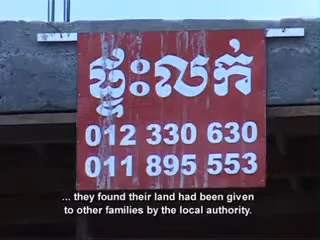 ផ្ទះលក់
012 330 630
011 895 553
... they found their land had been given
to other families by the local authority.